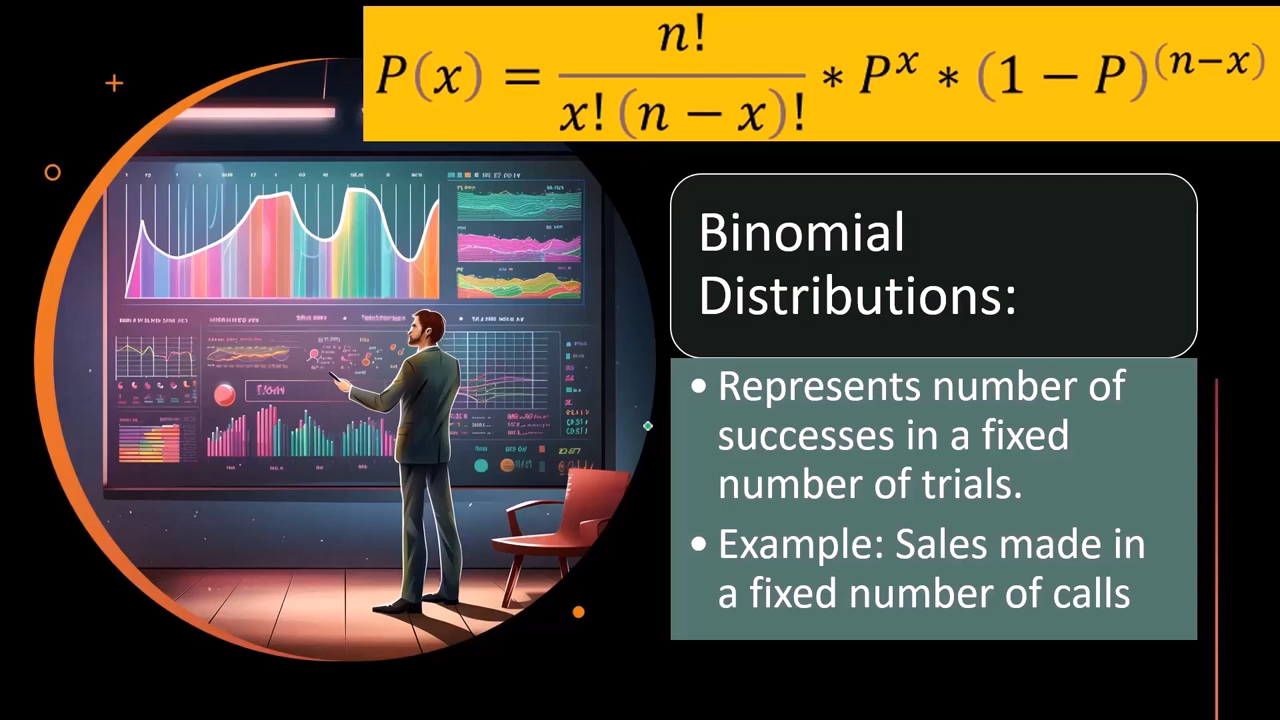 P(x) = n! / x! (n − x)! * P^x * (1 − P)^(n−x)
Binomial
Distributions:
• Represents number of
successes in a fixed
number of trials.
• Example: Sales made in
a fixed number of calls